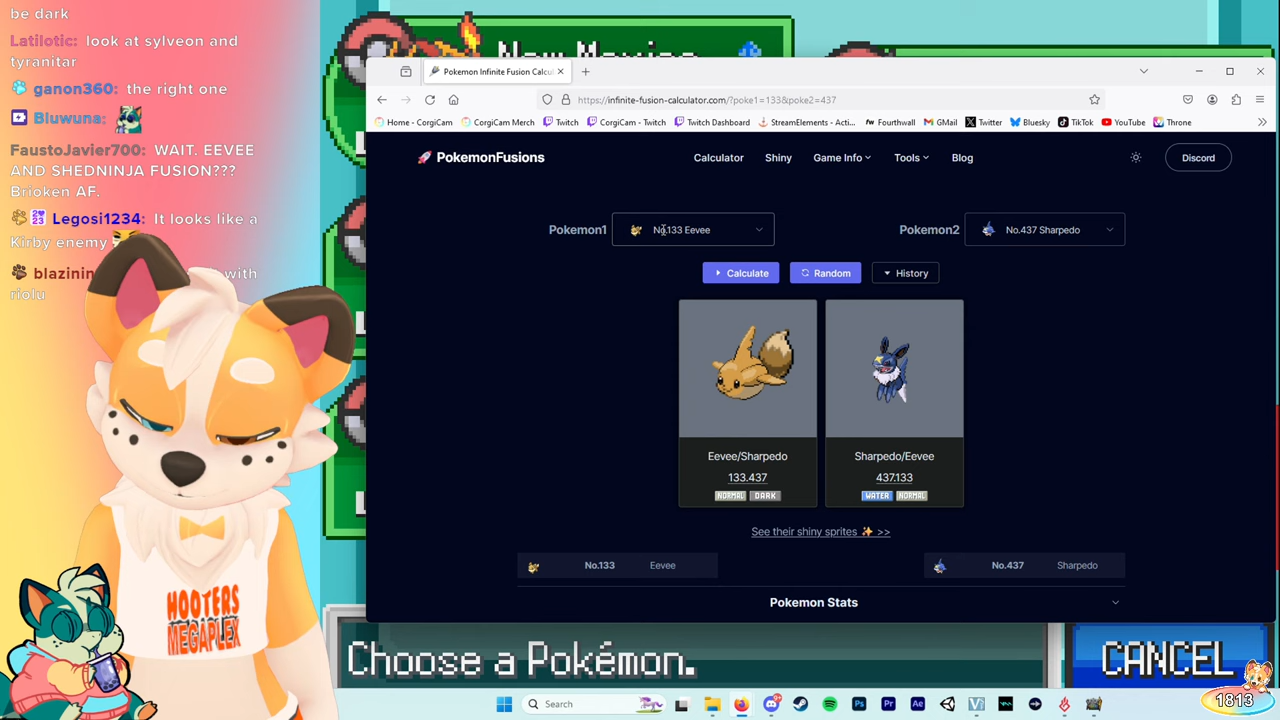 be dark
Latilotic: look at sylveon and
tyranitar
ganon360: the right one
Bluwuna:
FaustoJavier700: WAIT. EEVEE
AND SHEDNINJA FUSION???
Brioken AF.
Legosi1234: It looks like a
Kirby enemy
blazinin with
riolu
Pokemon Infinite Fusion Calcu
https://infinite-fusion-calculator.com/?poke1=133&poke2=437
Home - CorgiCam
CorgiCam Merch
Twitch
CorgiCam - Twitch
Twitch Dashboard
StreamElements - Acti...
Fourthwall
GMail
Twitter
Bluesky
TikTok
YouTube
Throne
PokemonFusions
Calculator
Shiny
Game Info
Tools
Blog
Discord
Pokemon1
No.133 Eevee
Pokemon2
No.437 Sharpedo
Calculate
Random
History
Eevee/Sharpedo
133.437
NORMAL DARK
Sharpedo/Eevee
437.133
WATER NORMAL
See their shiny sprites ✨ >>
No.133 Eevee
No.437 Sharpedo
Pokemon Stats
HOOTERS
MEGAPLEX
Choose a Pokémon.
CANCEL
Search
1813